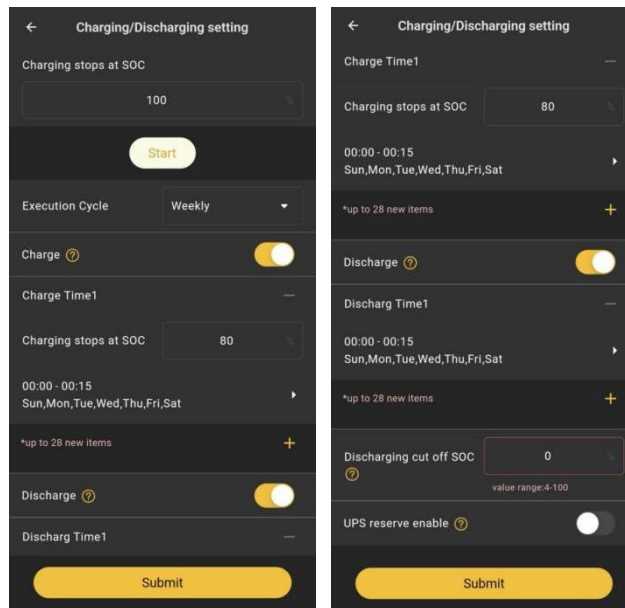 Charging/Discharging setting
Charging stops at SOC
100 %
Start
Execution Cycle Weekly
Charge ?
Charge Time1
Charging stops at SOC 80 %
00:00 - 00:15
Sun,Mon,Tue,Wed,Thu,Fri,Sat
*up to 28 new items
Discharge ?
Discharg Time1
Submit
Charging/Discharging setting
Charge Time1
Charging stops at SOC 80 %
00:00 - 00:15
Sun,Mon,Tue,Wed,Thu,Fri,Sat
*up to 28 new items
Discharge ?
Discharg Time1
00:00 - 00:15
Sun,Mon,Tue,Wed,Thu,Fri,Sat
*up to 28 new items
Discharging cut off SOC 0 %
?
value range:4-100
UPS reserve enable ?
Submit